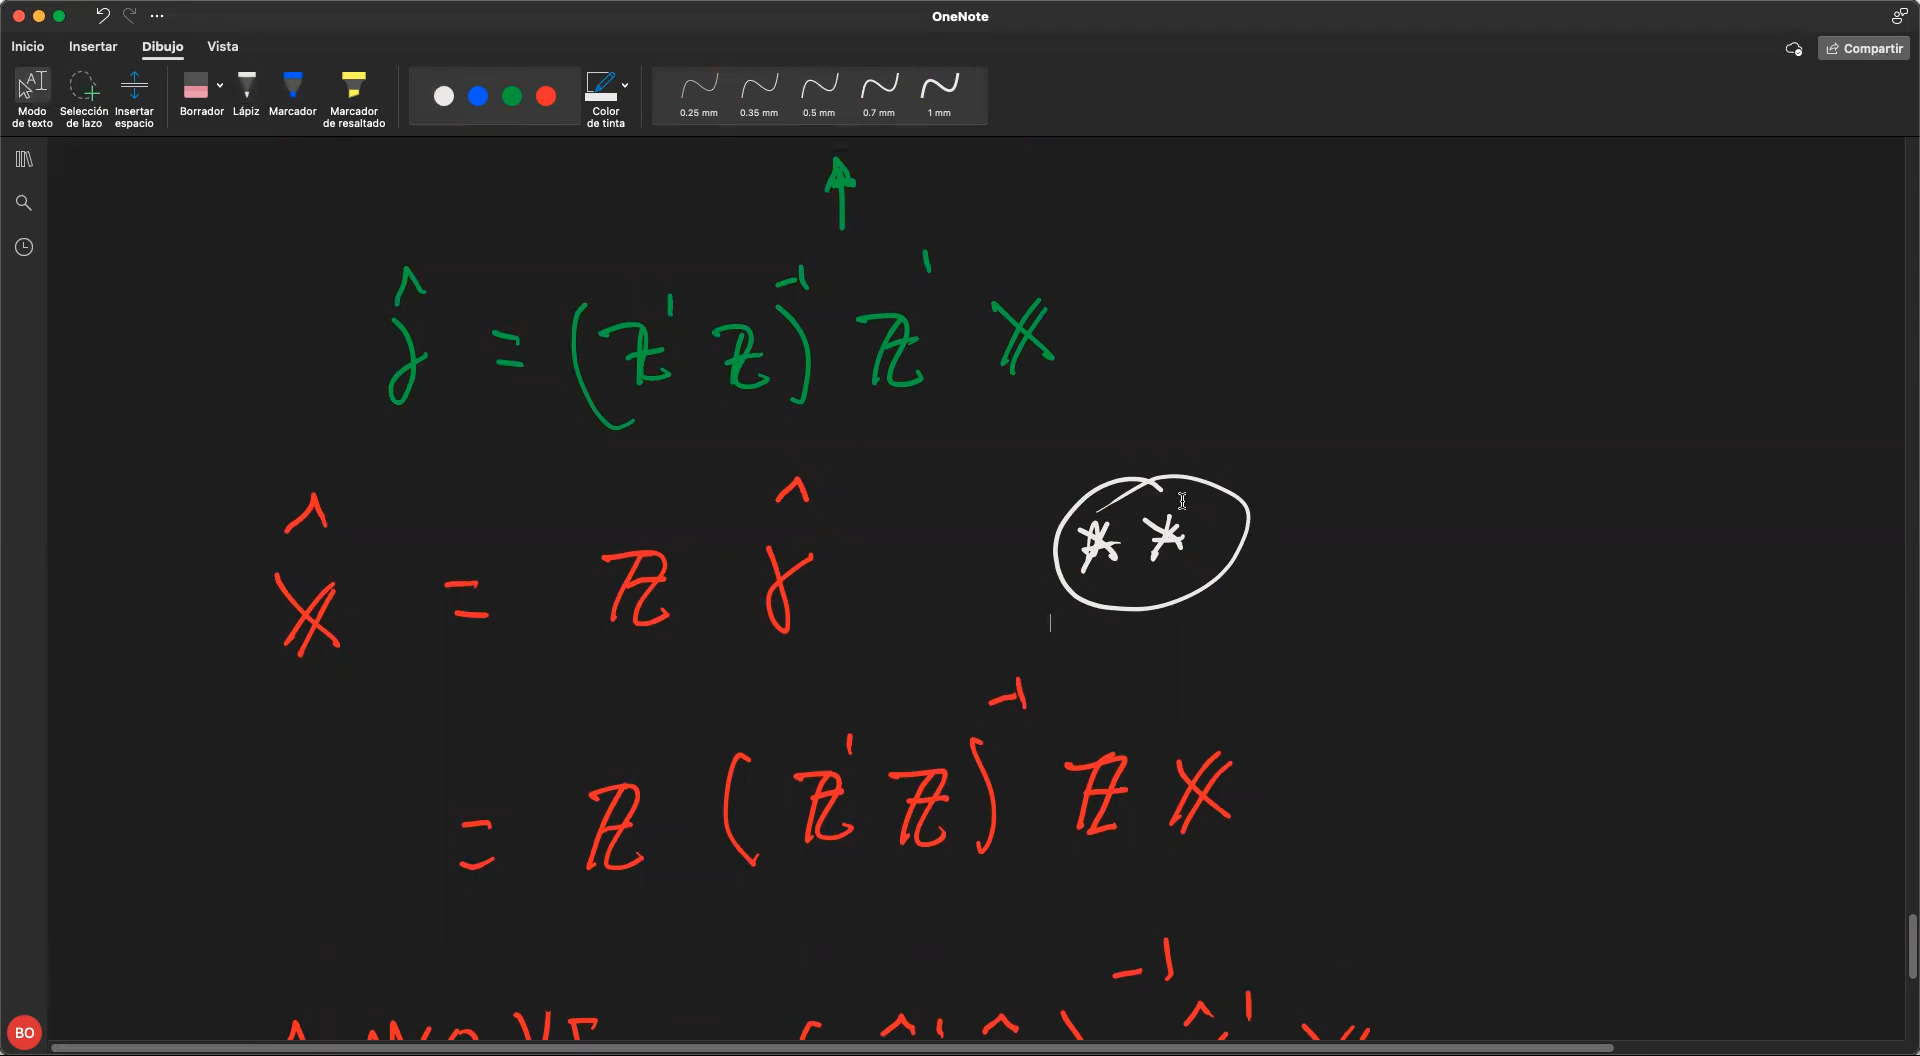 OneNote
Inicio Insertar Dibujo Vista
Compartir
Modo de texto Selección de lazo Insertar espacio Borrador Lápiz Marcador Marcador de resaltado Color de tinta 0.25 mm 0.35 mm 0.5 mm 0.7 mm 1 mm
γ̂ = (Z' Z)⁻¹ Z' X
X̂ = Z γ̂ * *
= Z (Z' Z)⁻¹ Z X
BO